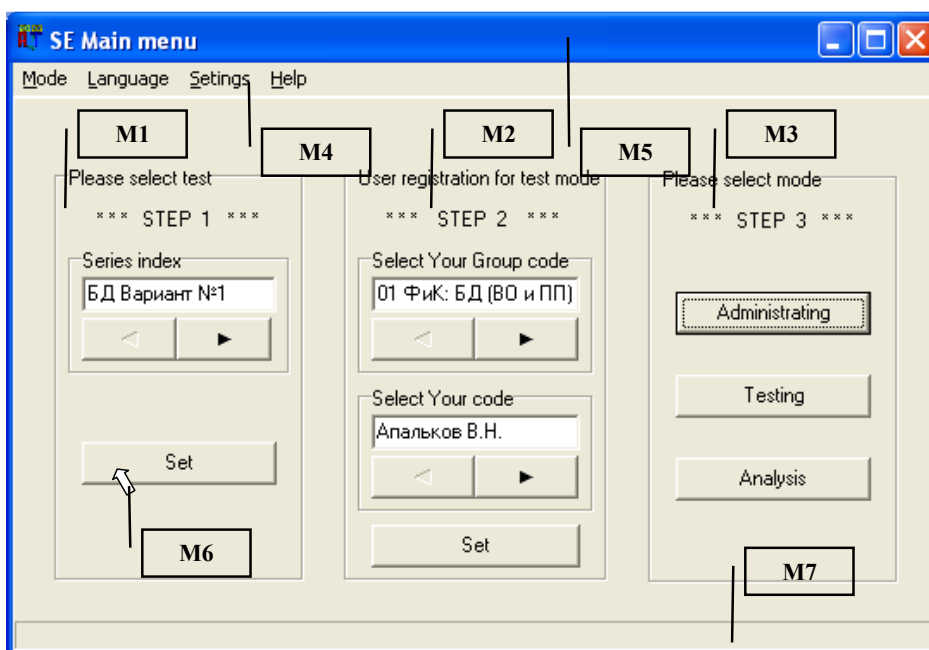 SE Main menu
Mode Language Setings Help
M1
M4
M2
M5
M3
Please select test
*** STEP 1 ***
Series index
БД Вариант №1
Set
M6
User registration for test mode
*** STEP 2 ***
Select Your Group code
01 ФиК: БД (ВО и ПП)
Select Your code
Апальков В.Н.
Set
Please select mode
*** STEP 3 ***
Administrating
Testing
Analysis
M7